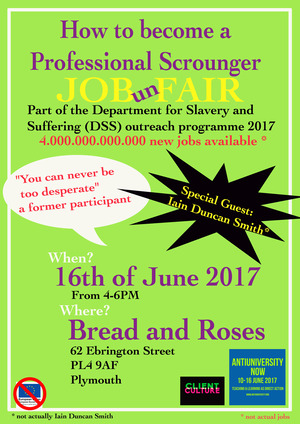 How to become a
Professional Scrounger
JOB un FAIR
Part of the Department for Slavery and
Suffering (DSS) outreach programme 2017
4.000.000.000.000 new jobs available *
"You can never be
too desperate"
a former participant
Special Guest:
Iain Duncan Smith*
When?
16th of June 2017
From 4-6PM
Where?
Bread and Roses
62 Ebrington Street
PL4 9AF
Plymouth
CLIENT
CULTURE
ANTIUNIVERSITY
NOW
10-16 JUNE 2017
* not actually Iain Duncan Smith
* not actual jobs